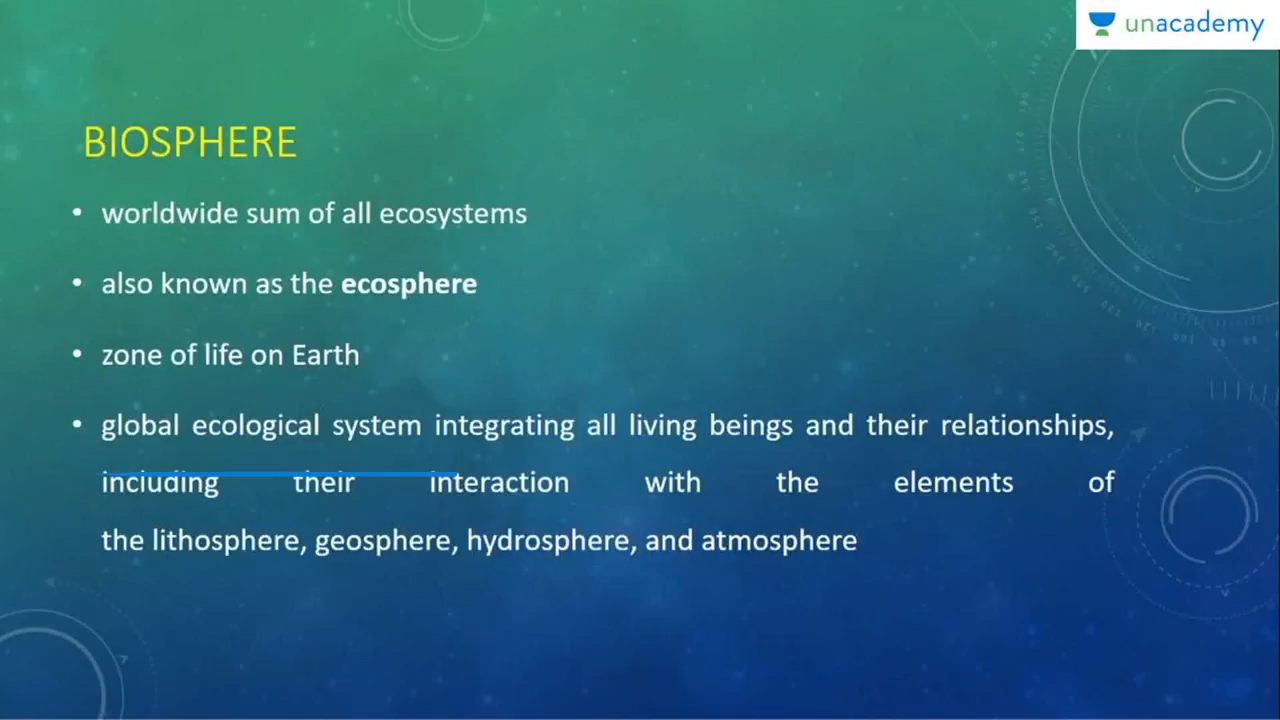 unacademy
BIOSPHERE
• worldwide sum of all ecosystems
• also known as the ecosphere
• zone of life on Earth
• global ecological system integrating all living beings and their relationships,
including their interaction with the elements of
the lithosphere, geosphere, hydrosphere, and atmosphere